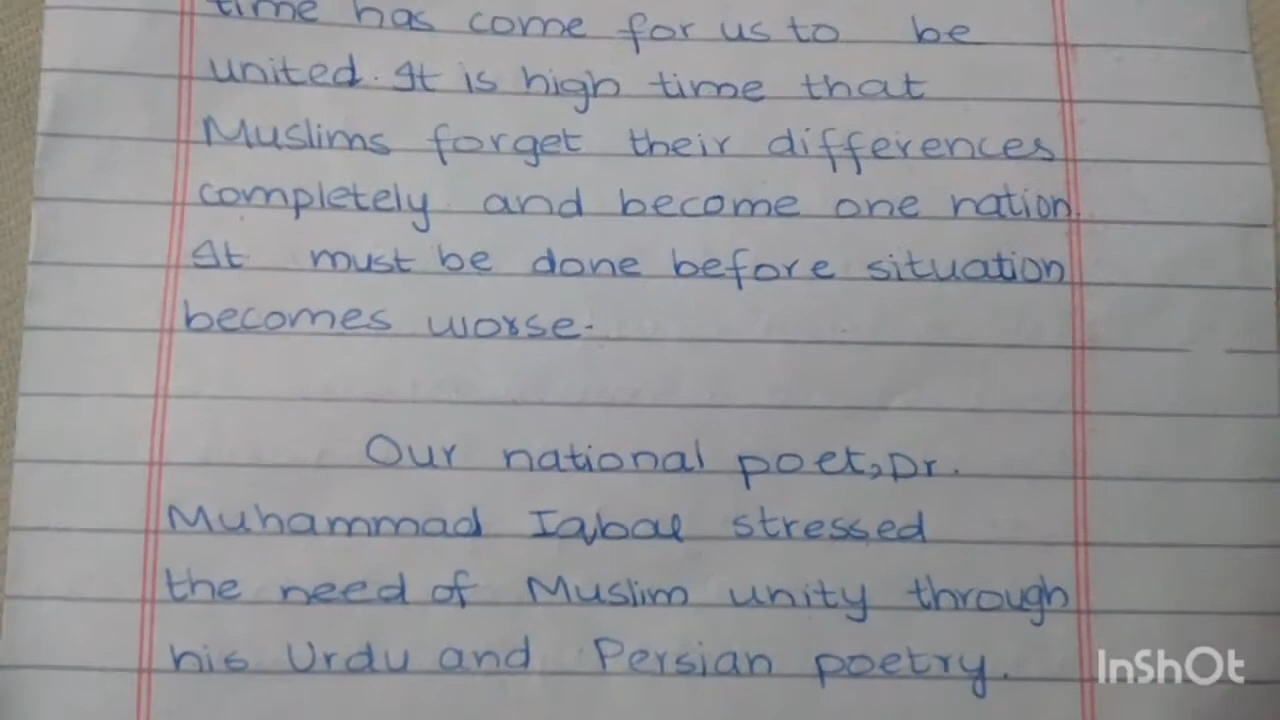 time has come for us to be
united. It is high time that
Muslims forget their differences
completely and become one nation.
It must be done before situation
becomes worse.
Our national poet, Dr.
Muhammad Iqbal stressed
the need of Muslim unity through
his Urdu and Persian poetry.
InShOt